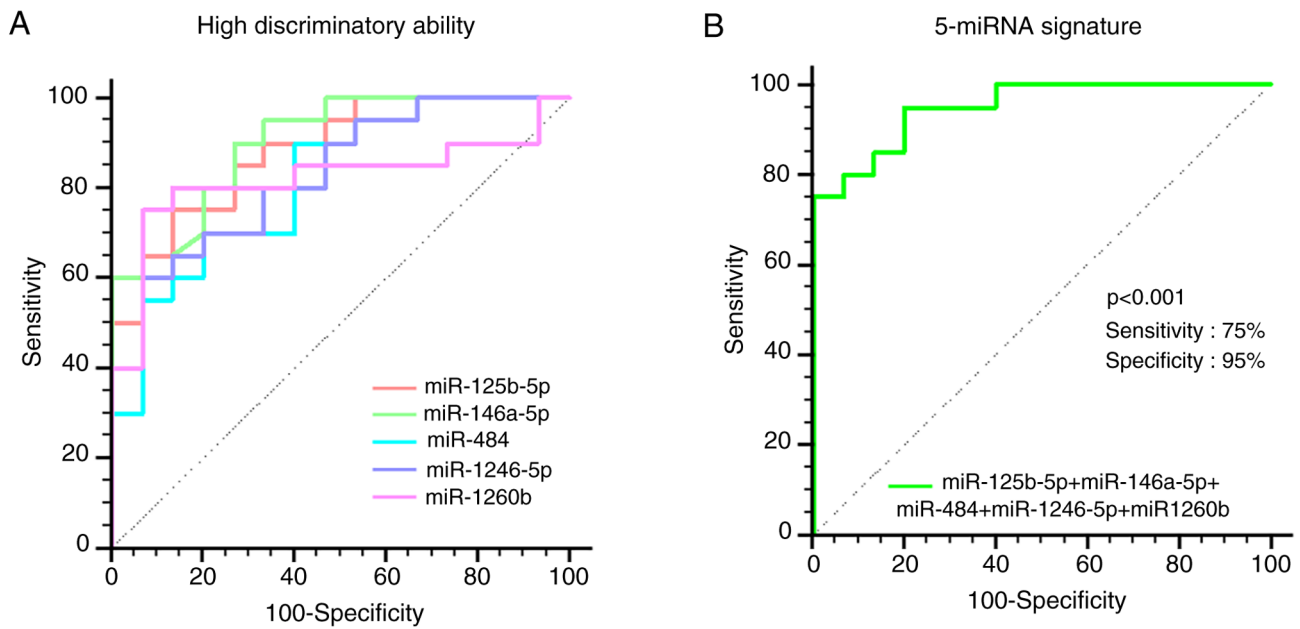 A
High discriminatory ability
100
80
60
40
20
0
Sensitivity
miR-125b-5p
miR-146a-5p
miR-484
miR-1246-5p
miR-1260b
0 20 40 60 80 100
100-Specificity
B
5-miRNA signature
100
80
60
40
20
0
Sensitivity
p<0.001
Sensitivity : 75%
Specificity : 95%
miR-125b-5p+miR-146a-5p+
miR-484+miR-1246-5p+miR1260b
0 20 40 60 80 100
100-Specificity